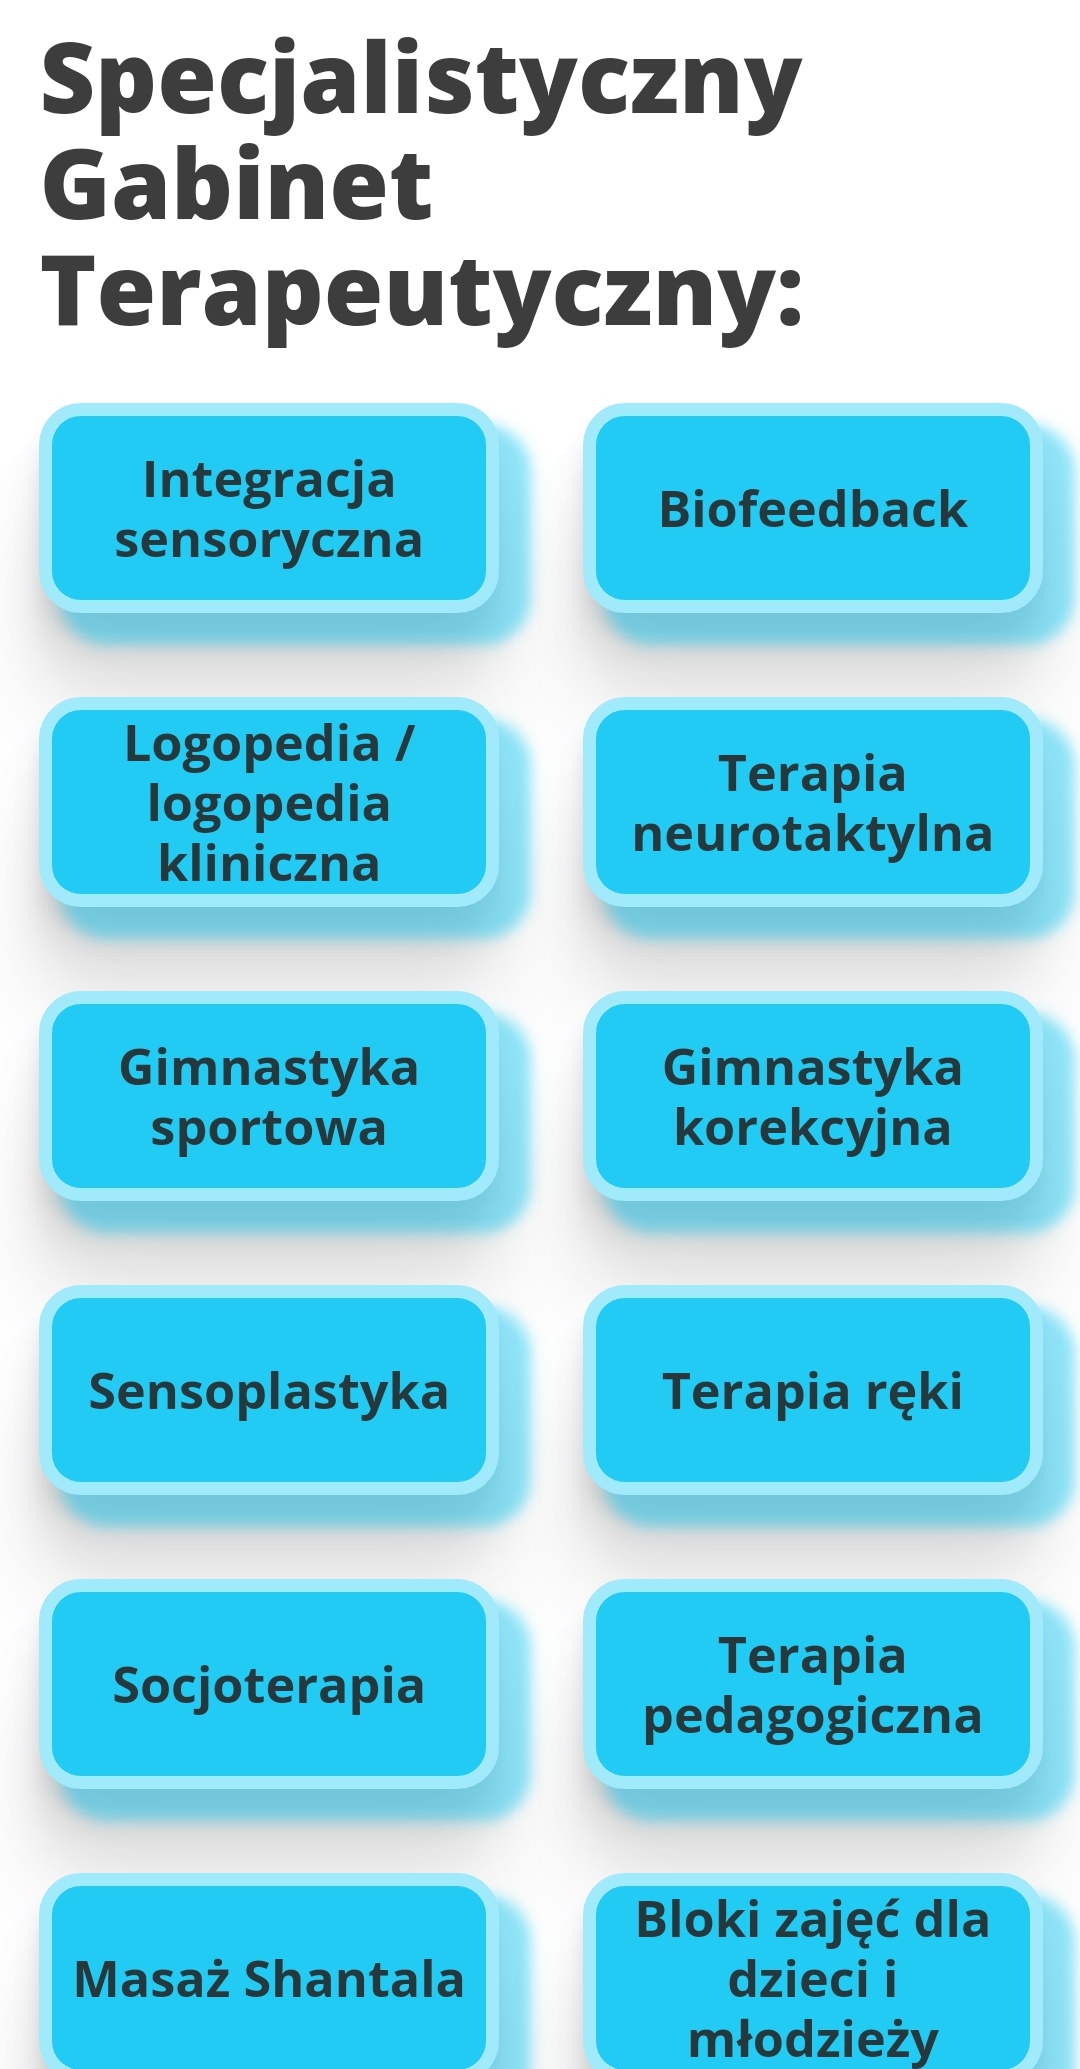 Specjalistyczny
Gabinet
Terapeutyczny:
Integracja
sensoryczna
Biofeedback
Logopedia /
logopedia
kliniczna
Terapia
neurotaktylna
Gimnastyka
sportowa
Gimnastyka
korekcyjna
Sensoplastyka
Terapia ręki
Socjoterapia
Terapia
pedagogiczna
Masaż Shantala
Bloki zajęć dla
dzieci i
młodzieży